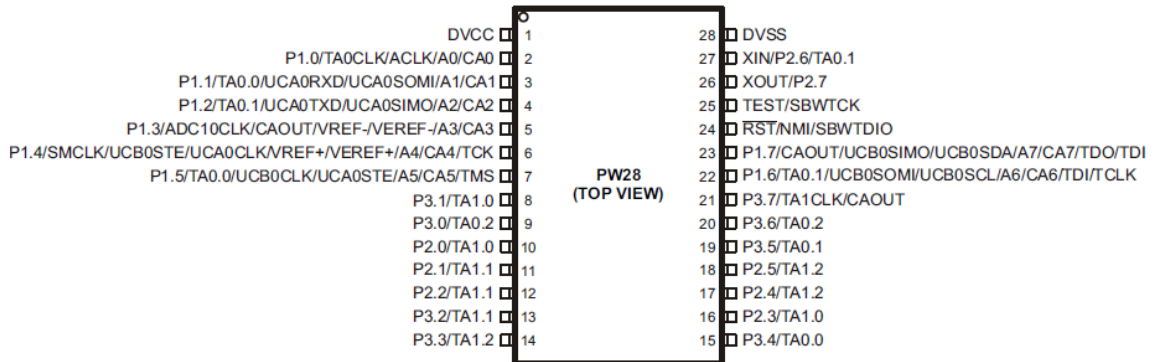 DVCC 1 28 DVSS
P1.0/TA0CLK/ACLK/A0/CA0 2 27 XIN/P2.6/TA0.1
P1.1/TA0.0/UCA0RXD/UCA0SOMI/A1/CA1 3 26 XOUT/P2.7
P1.2/TA0.1/UCA0TXD/UCA0SIMO/A2/CA2 4 25 TEST/SBWTCK
P1.3/ADC10CLK/CAOUT/VREF-/VEREF-/A3/CA3 5 24 RST/NMI/SBWTDIO
P1.4/SMCLK/UCB0STE/UCA0CLK/VREF+/VEREF+/A4/CA4/TCK 6 23 P1.7/CAOUT/UCB0SIMO/UCB0SDA/A7/CA7/TDO/TDI
P1.5/TA0.0/UCB0CLK/UCA0STE/A5/CA5/TMS 7 PW28 22 P1.6/TA0.1/UCB0SOMI/UCB0SCL/A6/CA6/TDI/TCLK
P3.1/TA1.0 8 (TOP VIEW) 21 P3.7/TA1CLK/CAOUT
P3.0/TA0.2 9 20 P3.6/TA0.2
P2.0/TA1.0 10 19 P3.5/TA0.1
P2.1/TA1.1 11 18 P2.5/TA1.2
P2.2/TA1.1 12 17 P2.4/TA1.2
P3.2/TA1.1 13 16 P2.3/TA1.0
P3.3/TA1.2 14 15 P3.4/TA0.0